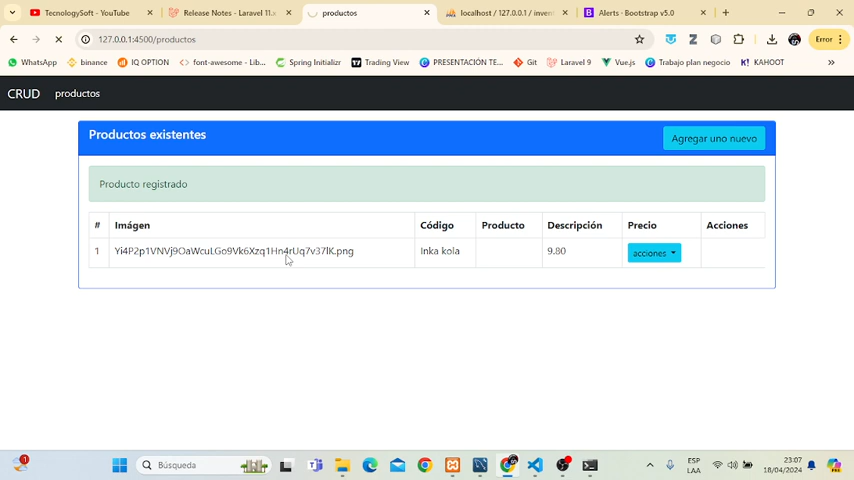 TecnologySoft - YouTube
Release Notes - Laravel 11.x
productos
localhost / 127.0.0.1 / inven
Alerts · Bootstrap v5.0
127.0.0.1:4500/productos
Error
WhatsApp
binance
IQ OPTION
font-awesome - Lib...
Spring Initializr
Trading View
PRESENTACIÓN TE...
Git
Laravel 9
Vue.js
Trabajo plan negocio
K! KAHOOT
CRUD productos
Productos existentes
Agregar uno nuevo
Producto registrado
# Imágen Código Producto Descripción Precio Acciones
1 Yi4P2p1VNVj9OaWcuLGo9Vk6Xzq1Hn4rUq7v37lK.png Inka kola 9.80 acciones
Búsqueda
ESP
LAA
23:07
18/04/2024